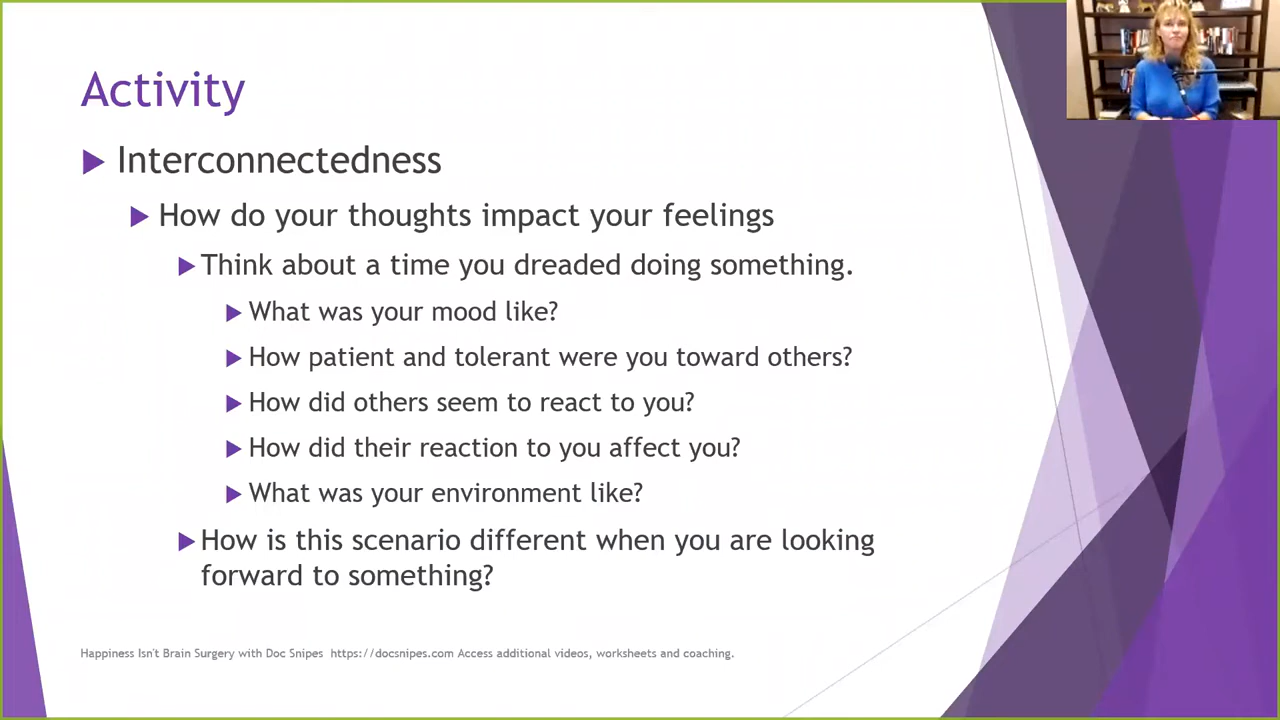 Activity
Interconnectedness
How do your thoughts impact your feelings
Think about a time you dreaded doing something.
What was your mood like?
How patient and tolerant were you toward others?
How did others seem to react to you?
How did their reaction to you affect you?
What was your environment like?
How is this scenario different when you are looking
forward to something?
Happiness Isn't Brain Surgery with Doc Snipes https://docsnipes.com Access additional videos, worksheets and coaching.